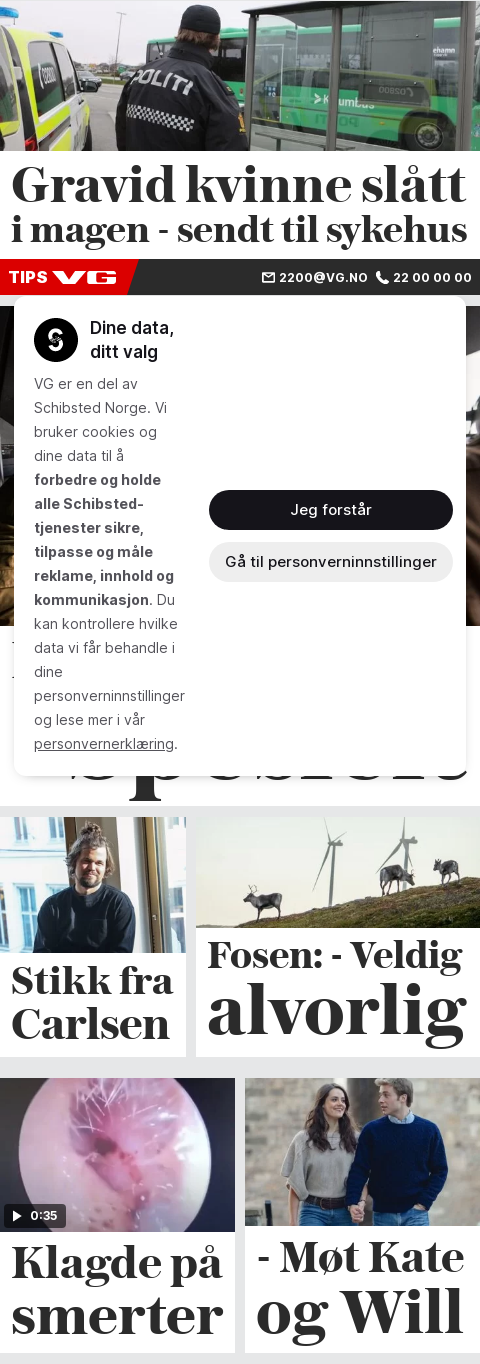 POLITI
02800
Gravid kvinne slått
i magen - sendt til sykehus
TIPS VG
2200@VG.NO 22 00 00 00
Dine data,
ditt valg
VG er en del av
Schibsted Norge. Vi
bruker cookies og
dine data til å
forbedre og holde
alle Schibsted-
tjenester sikre,
tilpasse og måle
reklame, innhold og
kommunikasjon. Du
kan kontrollere hvilke
data vi får behandle i
dine
personverninnstillinger
og lese mer i vår
personvernerklæring.
Jeg forstår
Gå til personverninnstillinger
Stikk fra
Carlsen
Fosen: - Veldig
alvorlig
0:35
Klagde på
smerter
- Møt Kate
og Will